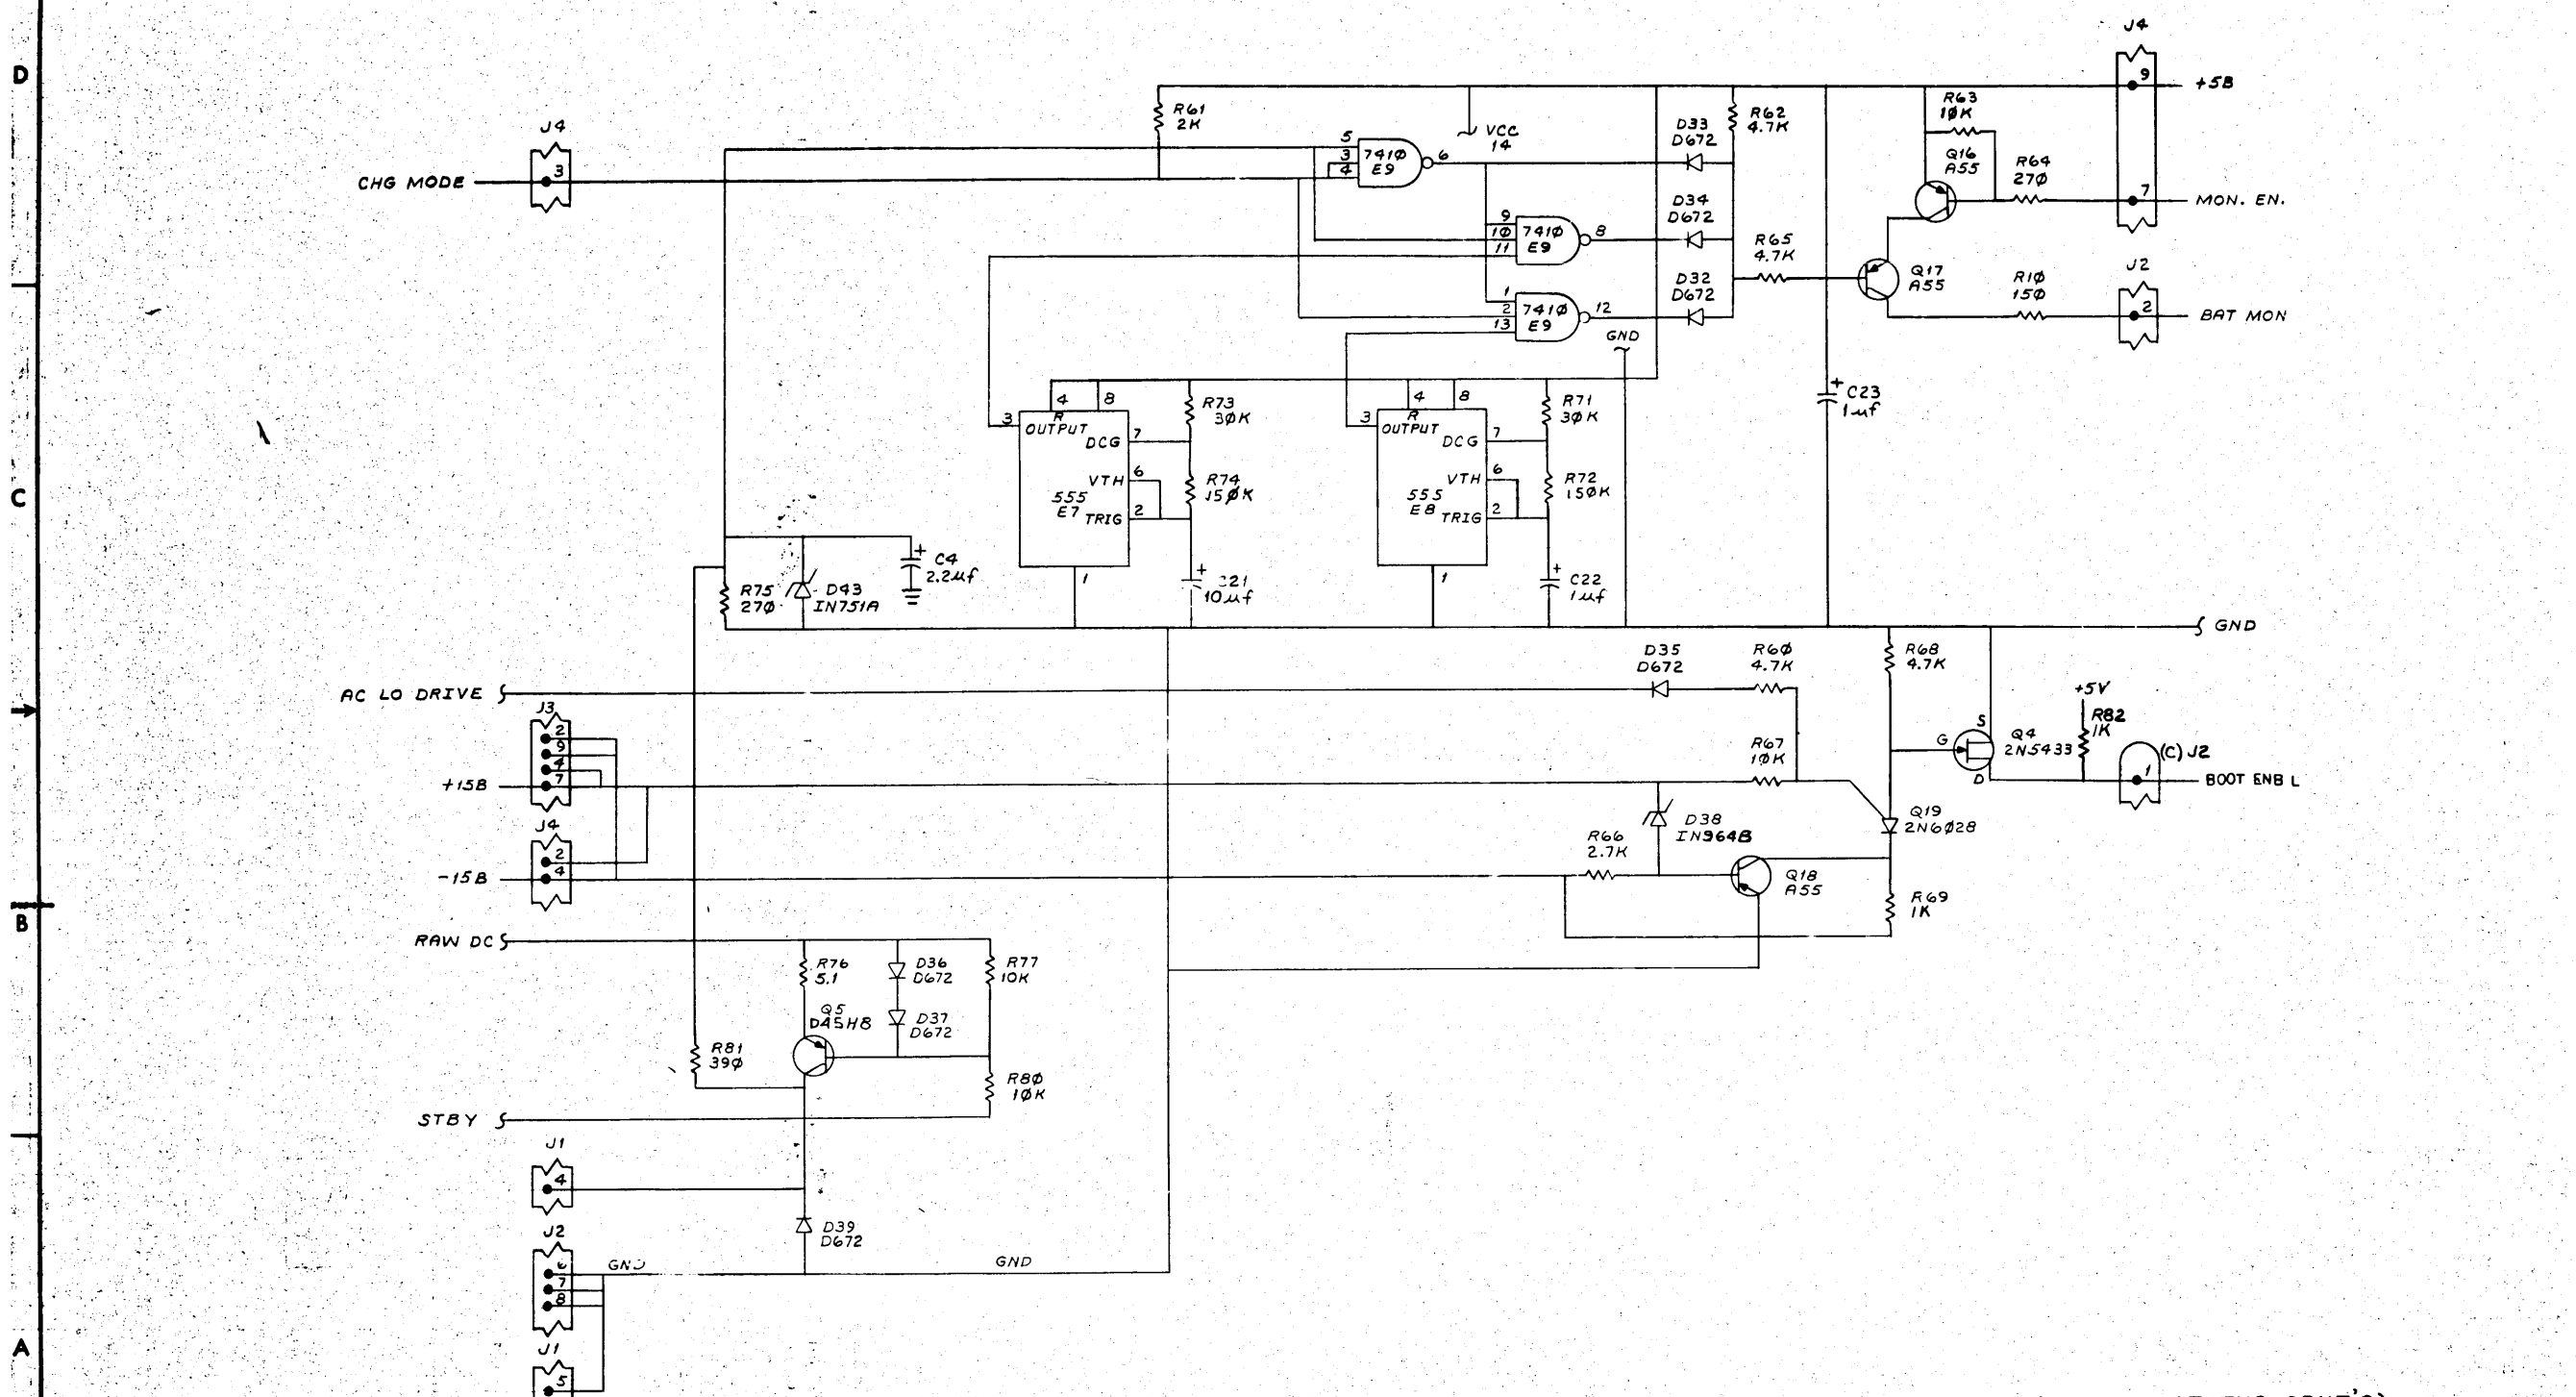 D
C
B
A
J4
9
+5B
7
MON. EN.
R61
2K
VCC
14
D33
D672
R62
4.7K
R63
10K
Q16
A55
R64
270
J4
3
CHG MODE
5
3
4
7410
E9
6
D34
D672
9
10
11
7410
E9
8
R65
4.7K
Q17
A55
R10
150
J2
2
BAT MON
1
2
13
7410
E9
12
D32
D672
GND
3
4
R
8
OUTPUT
DCG
7
VTH
6
555
E7
TRIG
2
1
R73
30K
R74
150K
C21
10µf
3
4
R
8
OUTPUT
DCG
7
VTH
6
555
E8
TRIG
2
1
R71
30K
R72
150K
C22
1µf
C23
1µf
R75
270
D43
IN751A
C4
2.2µf
GND
AC LO DRIVE
D35
D672
R60
4.7K
R68
4.7K
J3
2
9
4
7
+15B
R67
10K
S
G
D
Q4
2N5433
+5V
R82
1K
(C) J2
1
BOOT ENB L
J4
2
4
-15B
R66
2.7K
D38
IN964B
Q18
A55
Q19
2N6028
R69
1K
RAW DC
R76
5.1
D36
D672
R77
10K
Q5
D45H8
D37
D672
R81
390
R80
10K
STBY
J1
4
D39
D672
J2
6
7
8
GND
GND
J1
5